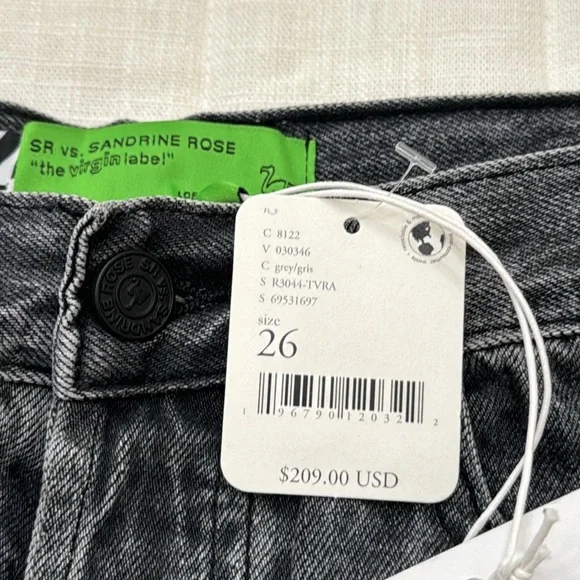 SR vs. SANDRINE ROSE
"the virgin label"
C 8122
V 030346
C grey/gris
S R3044-TVRA
S 69531697
size
26
1 96790 12032 2
$209.00 USD